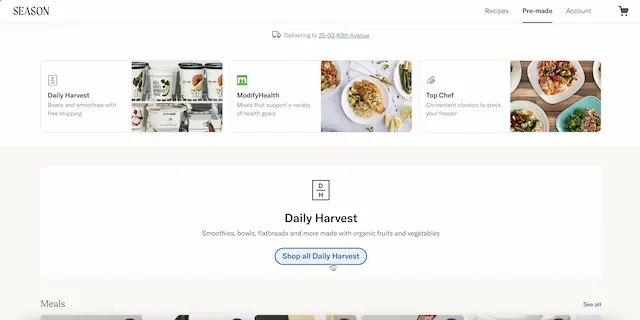 SEASON
Recipes
Pre-made
Account
Delivering to 25-03 40th Avenue
Daily Harvest
Bowls and smoothies with
free shipping
ModifyHealth
Meals that support a variety
of health goals
Top Chef
Convenient classics to stock
your freezer
D
H
Daily Harvest
Smoothies, bowls, flatbreads and more made with organic fruits and vegetables
Shop all Daily Harvest
Meals
See all